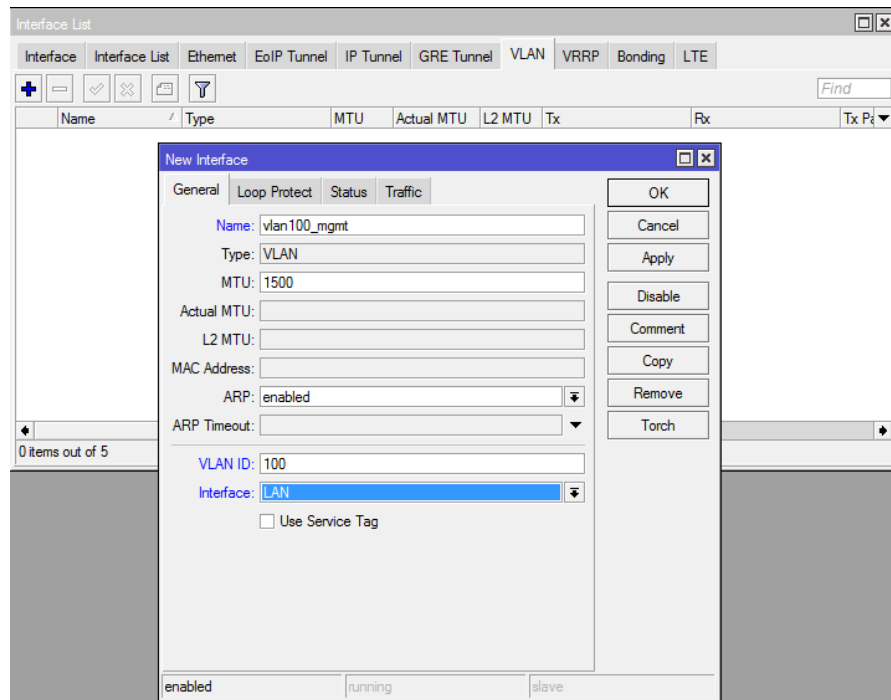 Interface List
Interface Interface List Ethernet EoIP Tunnel IP Tunnel GRE Tunnel VLAN VRRP Bonding LTE
Find
Name Type MTU Actual MTU L2 MTU Tx Rx Tx Pa
New Interface
General Loop Protect Status Traffic
OK
Name: vlan100_mgmt
Cancel
Type: VLAN
Apply
MTU: 1500
Disable
Actual MTU:
Comment
L2 MTU:
Copy
MAC Address:
Remove
ARP: enabled
Torch
ARP Timeout:
0 items out of 5
VLAN ID: 100
Interface: LAN
Use Service Tag
enabled running slave